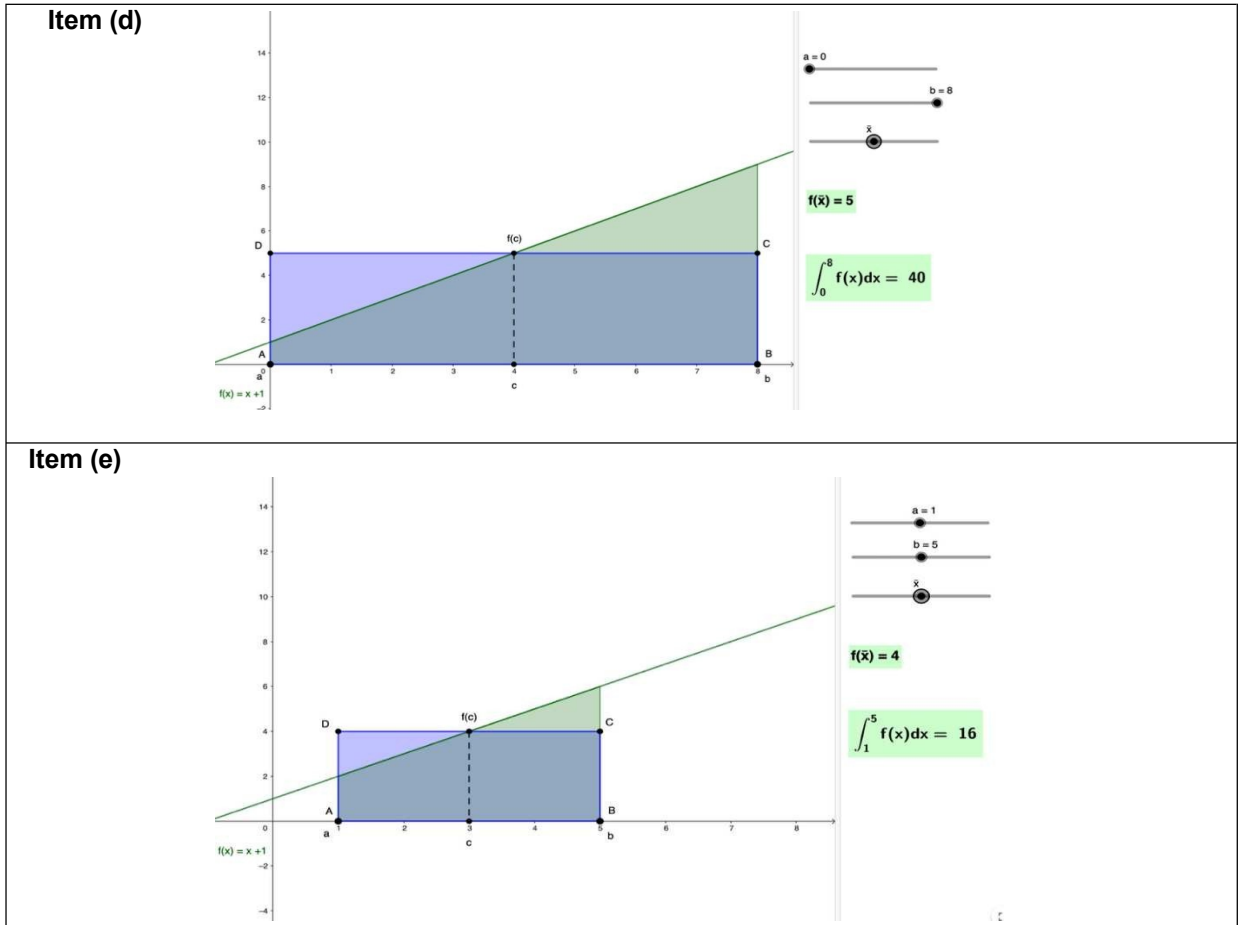 Item (d)
14
12
10
8
6
4
2
0
-2
1 2 3 4 5 6 7 8
D
f(c)
C
A
a
c
B
b
f(x) = x +1
a = 0
b = 8
x̄
f(x̄) = 5
∫₀⁸ f(x)dx = 40
Item (e)
14
12
10
8
6
4
2
0
-2
-4
1 2 3 4 5 6 7 8
D
f(c)
C
A
a
c
B
b
f(x) = x +1
a = 1
b = 5
x̄
f(x̄) = 4
∫₁⁵ f(x)dx = 16